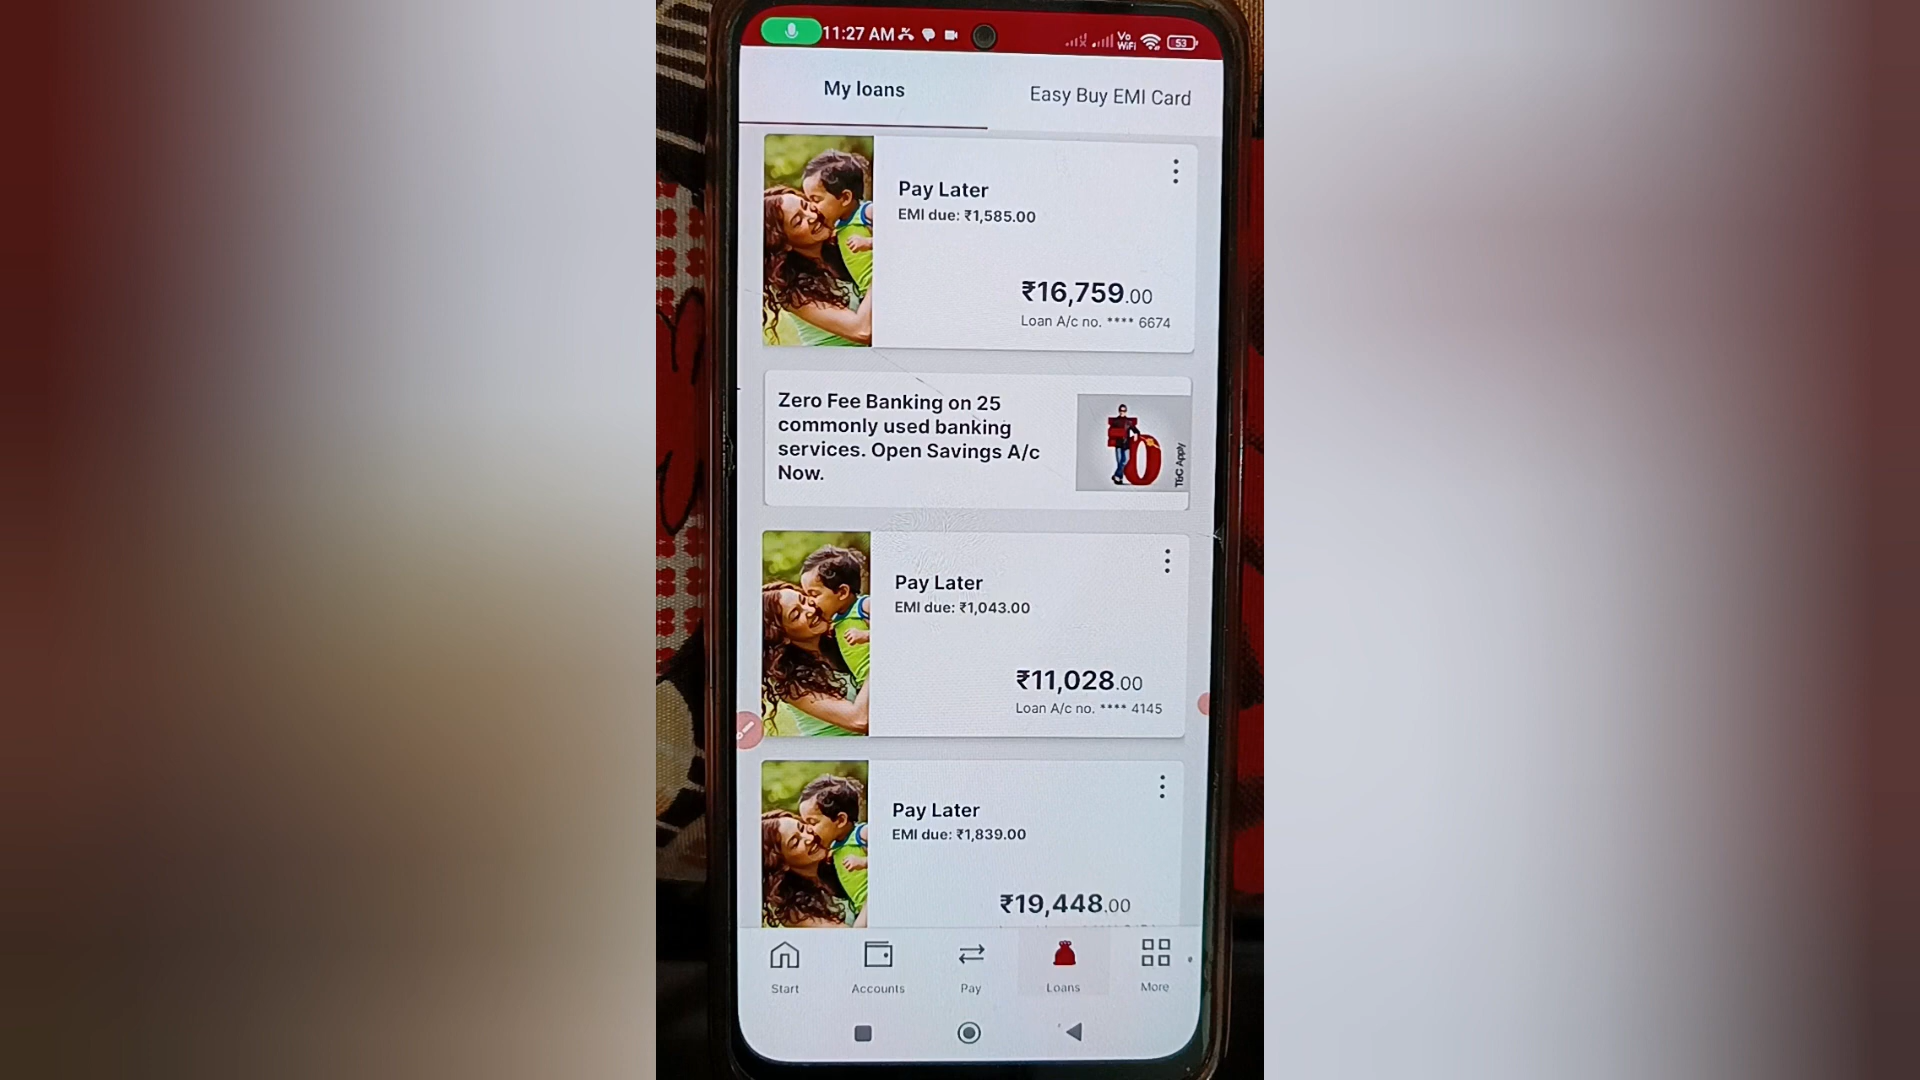 11:27 AM
Vo
WiFi
53
My loans
Easy Buy EMI Card
Pay Later
EMI due: ₹1,585.00
₹16,759.00
Loan A/c no. **** 6674
Zero Fee Banking on 25
commonly used banking
services. Open Savings A/c
Now.
T&C Apply
Pay Later
EMI due: ₹1,043.00
₹11,028.00
Loan A/c no. **** 4145
Pay Later
EMI due: ₹1,839.00
₹19,448.00
Start
Accounts
Pay
Loans
More